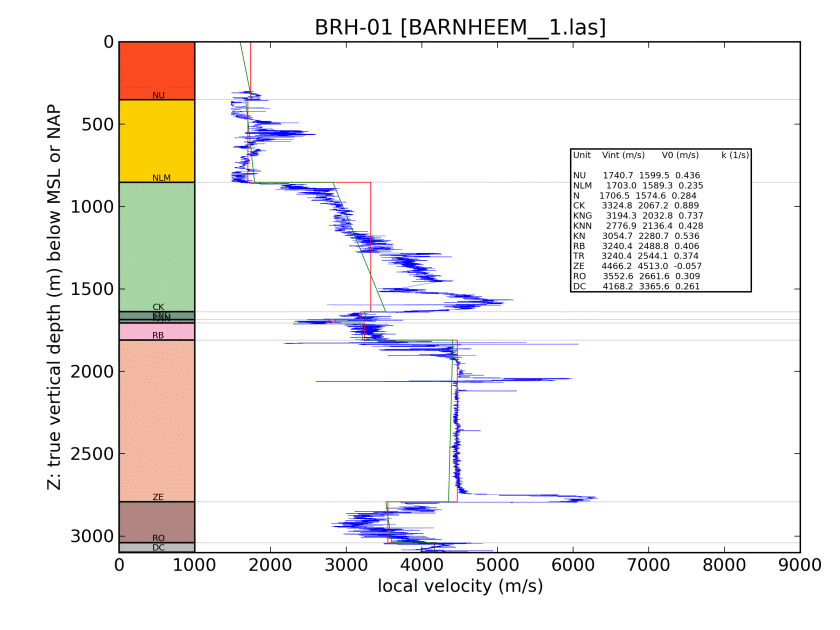 BRH-01 [BARNHEEM__1.las]
Z: true vertical depth (m) below MSL or NAP
0
500
1000
1500
2000
2500
3000
NU
NLM
CK
KNG
KNN
RB
ZE
RO
DC
Unit Vint (m/s) V0 (m/s) k (1/s)
NU 1740.7 1599.5 0.436
NLM 1703.0 1589.3 0.235
N 1706.5 1574.6 0.284
CK 3324.8 2067.2 0.889
KNG 3194.3 2032.8 0.737
KNN 2776.9 2136.4 0.428
KN 3054.7 2280.7 0.536
RB 3240.4 2488.8 0.406
TR 3240.4 2544.1 0.374
ZE 4466.2 4513.0 -0.057
RO 3552.6 2661.6 0.309
DC 4168.2 3365.6 0.261
0 1000 2000 3000 4000 5000 6000 7000 8000 9000
local velocity (m/s)